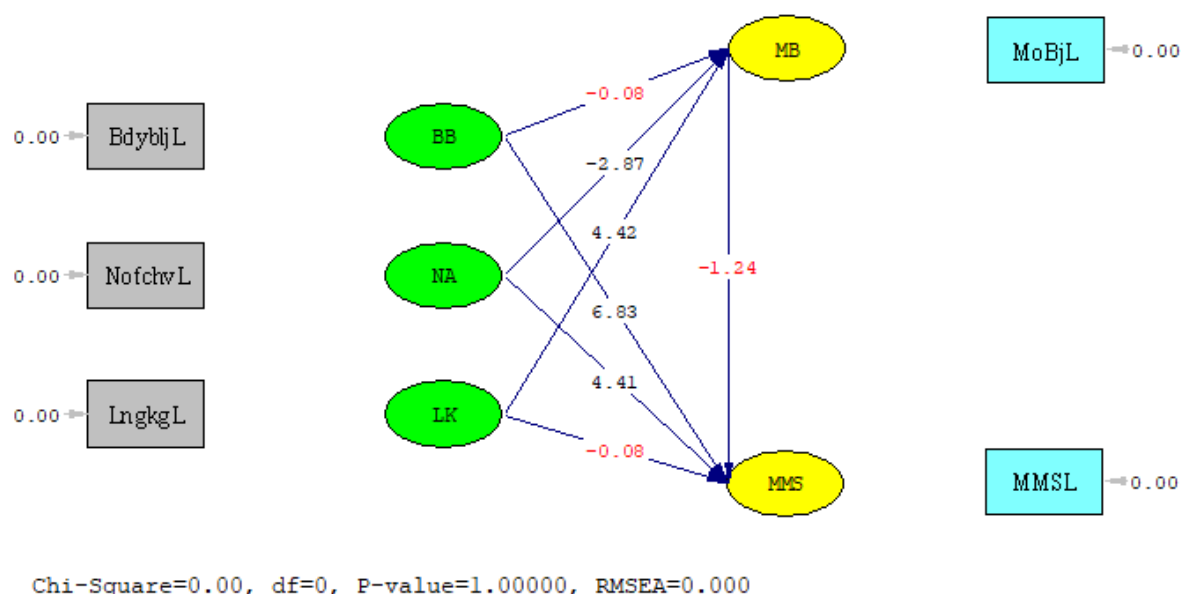 MB
MoBjL
0.00
-0.08
0.00
BdybljL
BB
-2.87
4.42
-1.24
0.00
NofchvL
NA
6.83
4.41
0.00
LngkgL
LK
-0.08
MMS
MMSL
0.00
Chi-Square=0.00, df=0, P-value=1.00000, RMSEA=0.000